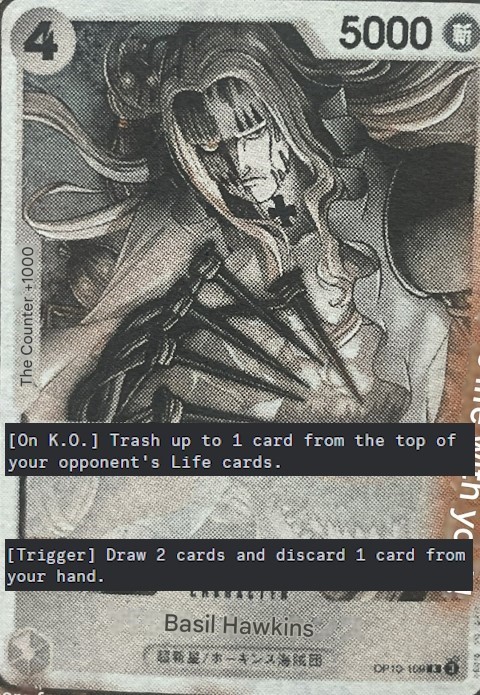 4
5000
斬
The Counter +1000
[On K.O.] Trash up to 1 card from the top of
your opponent's Life cards.
[Trigger] Draw 2 cards and discard 1 card from
your hand.
CHARACTER
Basil Hawkins
超新星/ホーキンス海賊団